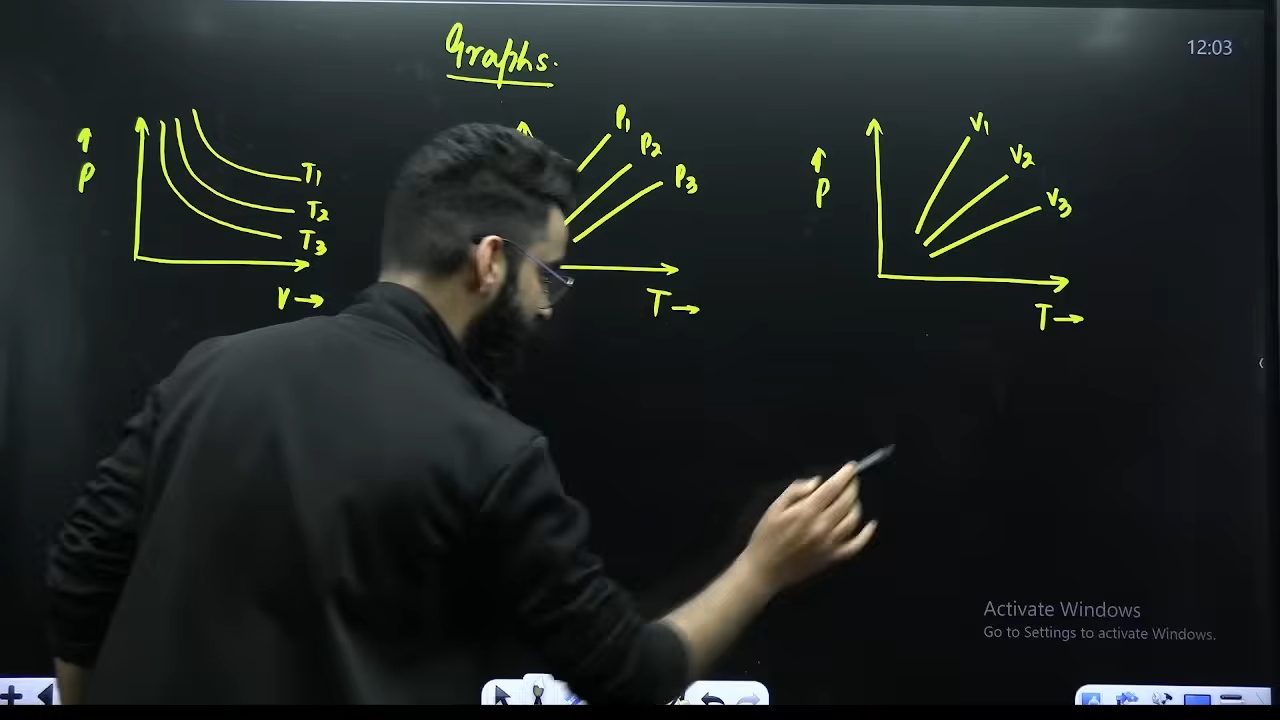 Graphs.
12:03
P
T1
T2
T3
V →
P1
P2
P3
T →
P
V1
V2
V3
T →
Activate Windows
Go to Settings to activate Windows.